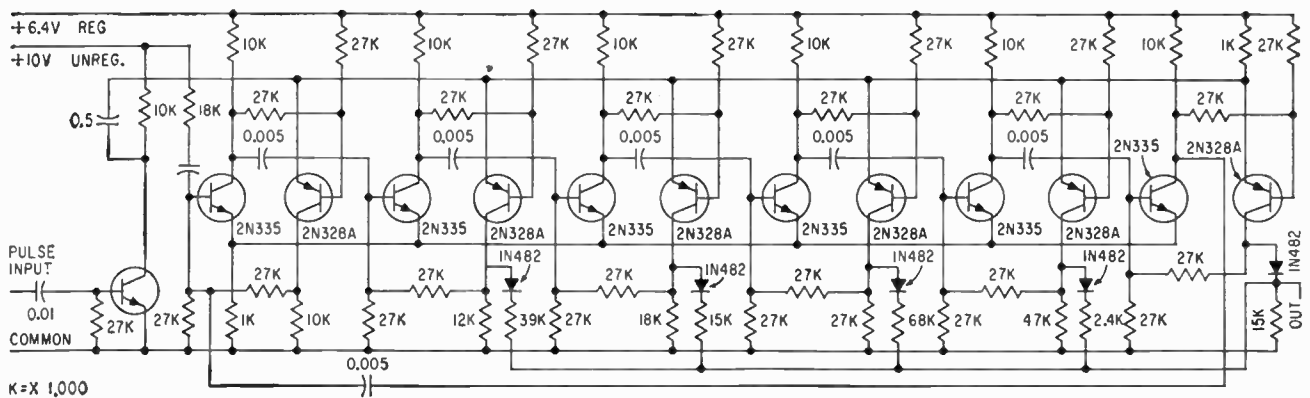 +6.4V REG
10K 27K 10K 27K 10K 27K 10K 27K 10K 27K 10K 1K 27K
+10V UNREG.
0.5 10K 18K
27K 27K 27K 27K 27K 27K
0.005 0.005 0.005 0.005 0.005
2N335 2N328A
2N335 2N328A 2N335 2N328A 2N335 2N328A 2N335 2N328A 2N335 2N328A
PULSE
INPUT
1N482 1N482 1N482 1N482 1N482
27K 27K 27K 27K 27K 27K
0.01 27K 27K 1K 10K 27K 12K 39K 27K 18K 15K 27K 27K 68K 27K 47K 2.4K 27K 15K OUT
COMMON
0.005
K=X 1,000